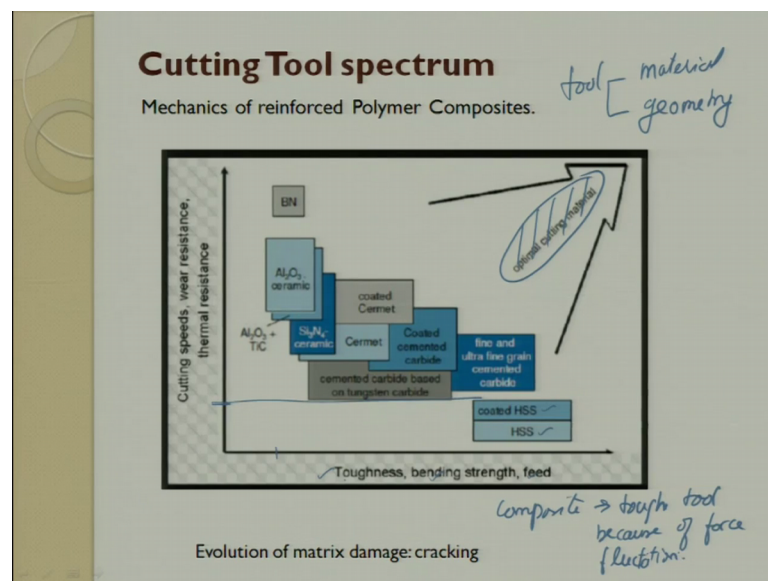 Cutting Tool spectrum
Mechanics of reinforced Polymer Composites.
tool
material
geometry
Cutting speeds, wear resistance,
thermal resistance
BN
Al₂O₃
ceramic
Al₂O₃ +
TiC
Si₃N₄-
ceramic
coated
Cermet
Cermet
Coated
cemented
carbide
cemented carbide based
on tungsten carbide
fine and
ultra fine grain
cemented
carbide
coated HSS
HSS
optimal cutting material
Toughness, bending strength, feed
composite → tough tool
because of force
fluctation.
Evolution of matrix damage: cracking